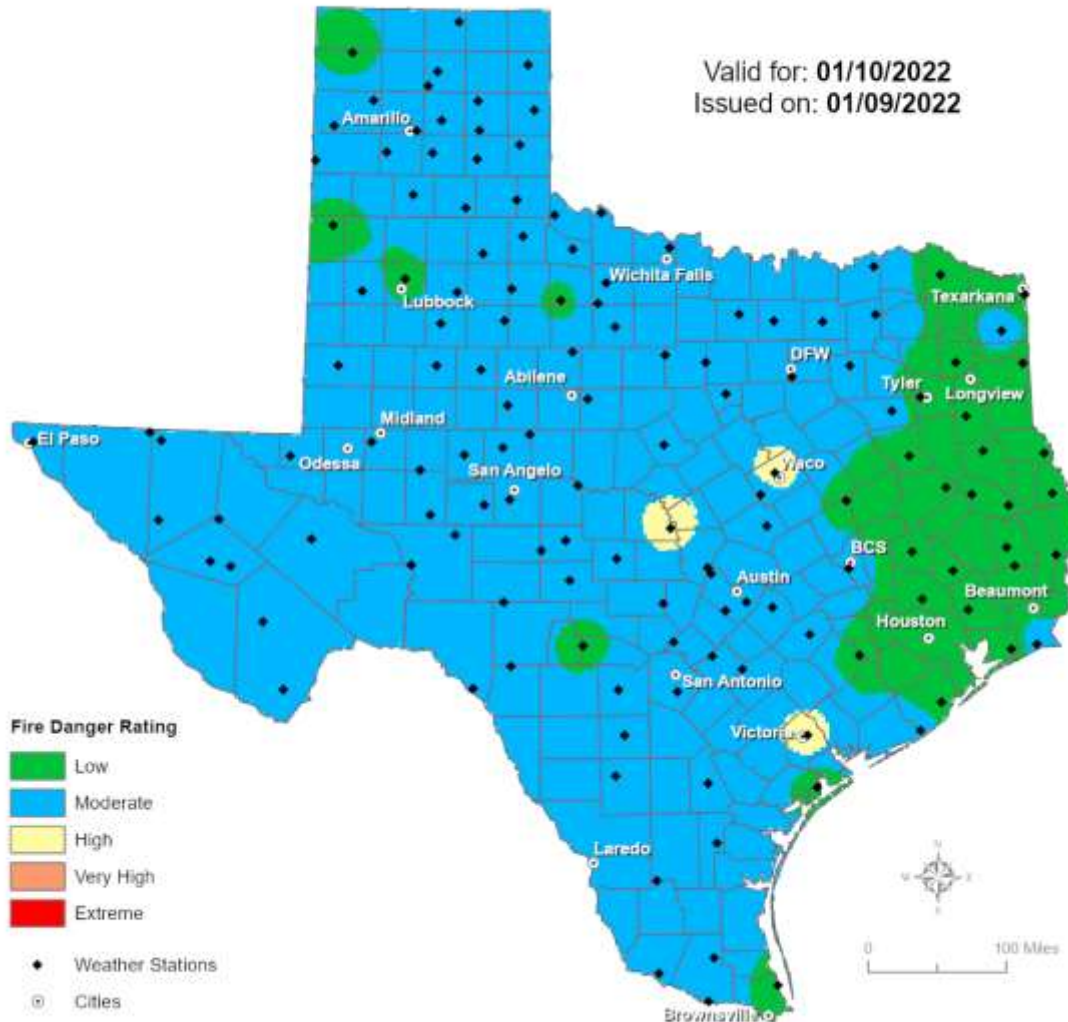 Valid for: 01/10/2022
Issued on: 01/09/2022
Amarillo
Wichita Falls
Lubbock
Texarkana
DFW
Abilene
Tyler
Longview
Midland
El Paso
Odessa
San Angelo
Waco
BCS
Austin
Beaumont
Houston
San Antonio
Victoria
Laredo
Brownsville
Fire Danger Rating
Low
Moderate
High
Very High
Extreme
Weather Stations
Cities
N
W E
S
0 100 Miles